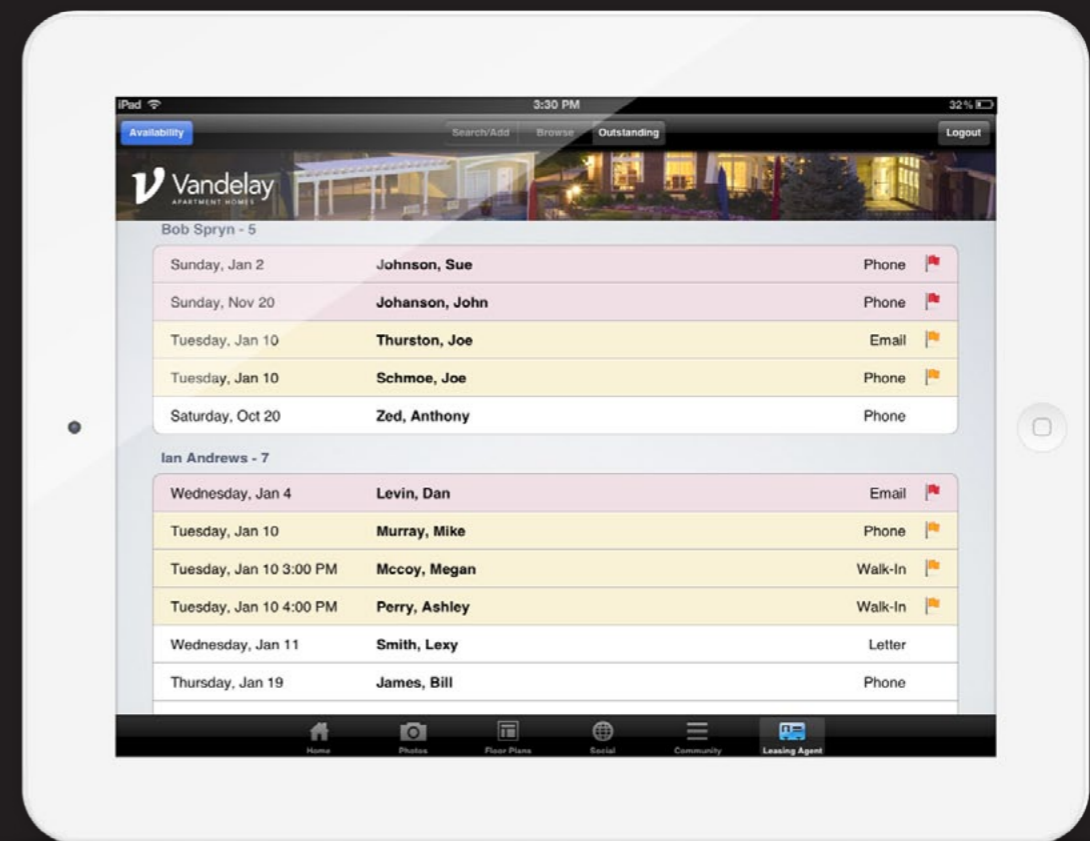 iPad 3:30 PM 32%
Availability Search/Add Browse Outstanding Logout
Vandelay
APARTMENT HOMES
Bob Spryn - 5
Sunday, Jan 2 Johnson, Sue Phone
Sunday, Nov 20 Johanson, John Phone
Tuesday, Jan 10 Thurston, Joe Email
Tuesday, Jan 10 Schmoe, Joe Phone
Saturday, Oct 20 Zed, Anthony Phone
Ian Andrews - 7
Wednesday, Jan 4 Levin, Dan Email
Tuesday, Jan 10 Murray, Mike Phone
Tuesday, Jan 10 3:00 PM Mccoy, Megan Walk-In
Tuesday, Jan 10 4:00 PM Perry, Ashley Walk-In
Wednesday, Jan 11 Smith, Lexy Letter
Thursday, Jan 19 James, Bill Phone
Home Photos Floor Plans Social Community Leasing Agent